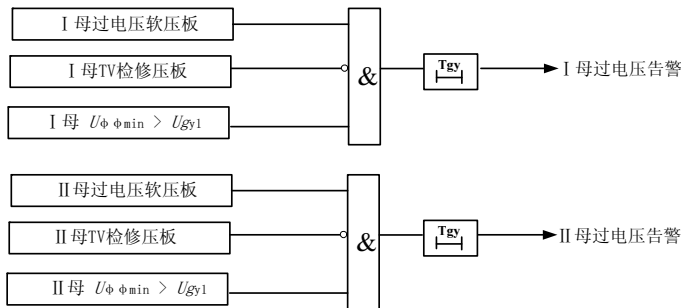 Ⅰ母过电压软压板
Ⅰ母TV检修压板
Ⅰ母 Uφφmin > Ugy1
&
Tgy
Ⅰ母过电压告警
Ⅱ母过电压软压板
Ⅱ母TV检修压板
Ⅱ母 Uφφmin > Ugy1
&
Tgy
Ⅱ母过电压告警